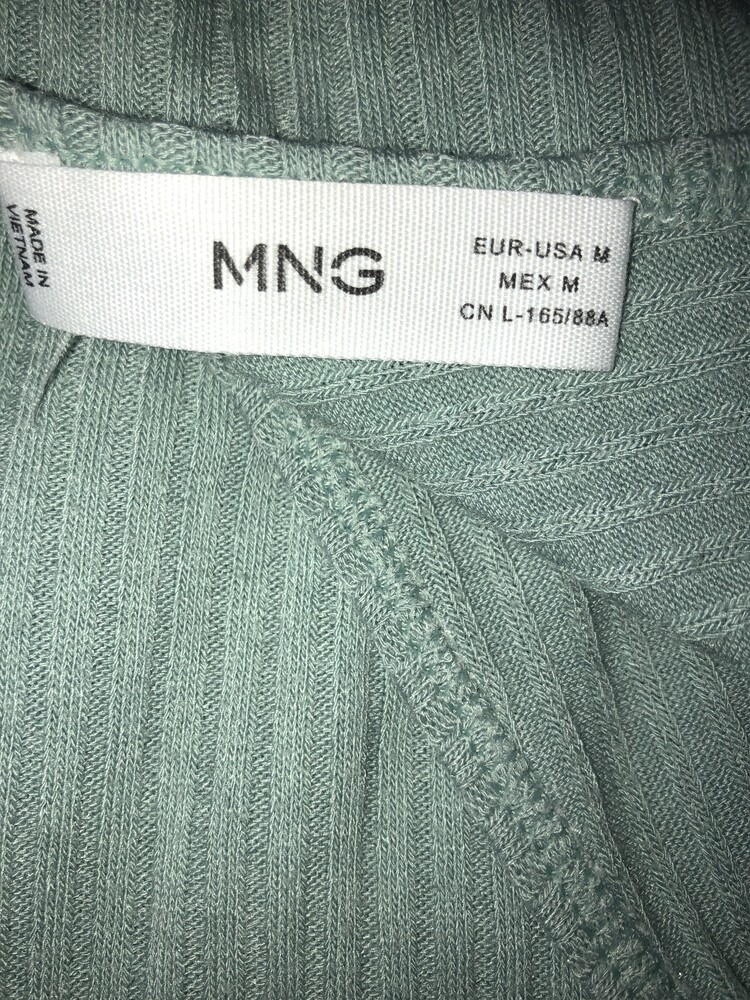 MADE IN
VIETNAM
MNG
EUR-USA M
MEX M
CN L-165/88A